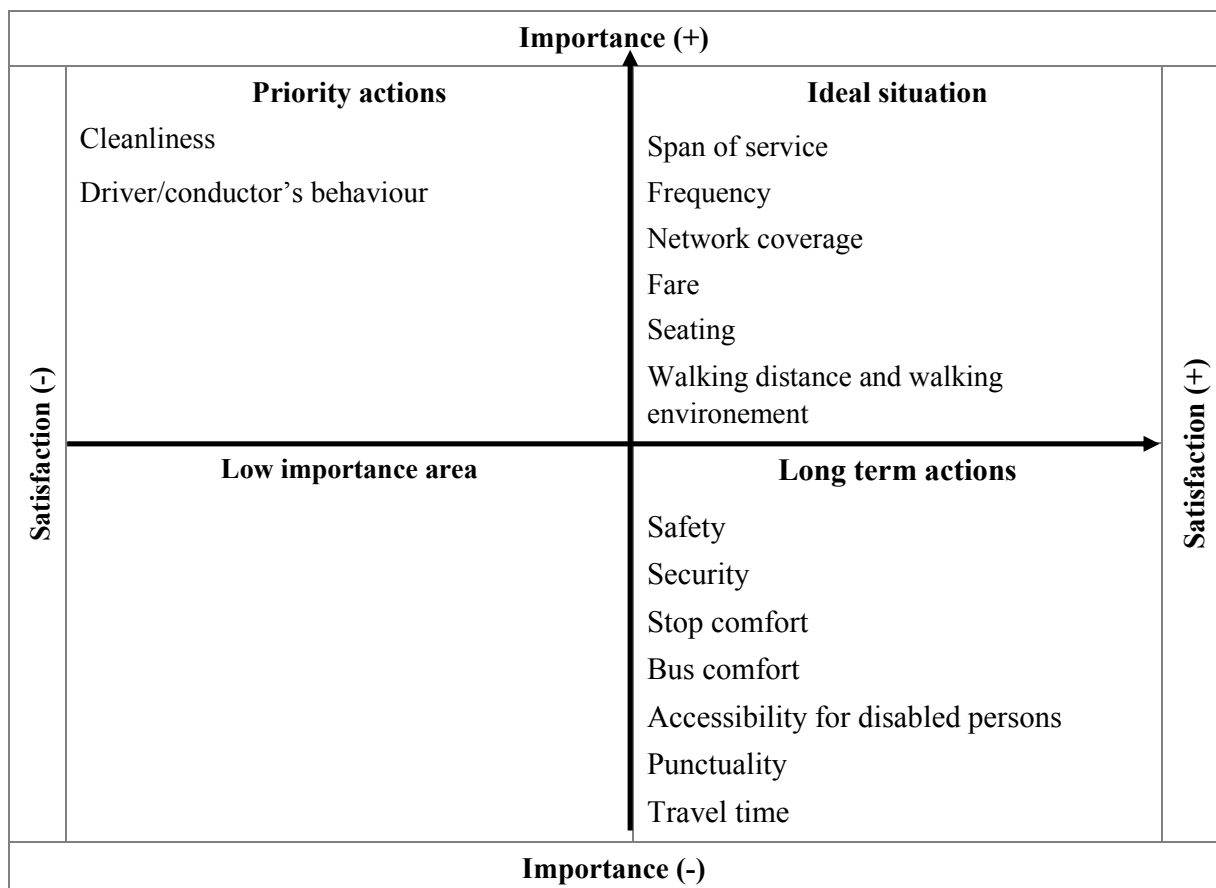 Importance (+)
Priority actions
Cleanliness
Driver/conductor’s behaviour
Ideal situation
Span of service
Frequency
Network coverage
Fare
Seating
Walking distance and walking
environement
Satisfaction (-)
Satisfaction (+)
Low importance area
Long term actions
Safety
Security
Stop comfort
Bus comfort
Accessibility for disabled persons
Punctuality
Travel time
Importance (-)